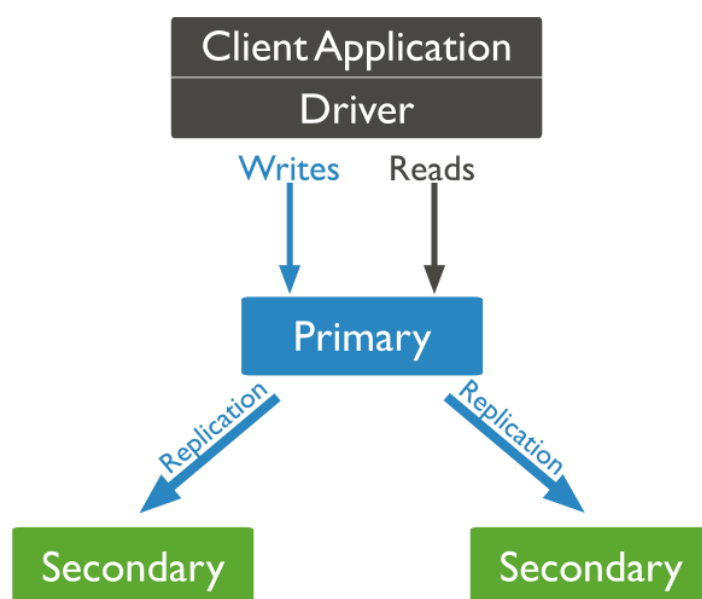 Client Application
Driver
Writes
Reads
Primary
Replication
Replication
Secondary
Secondary